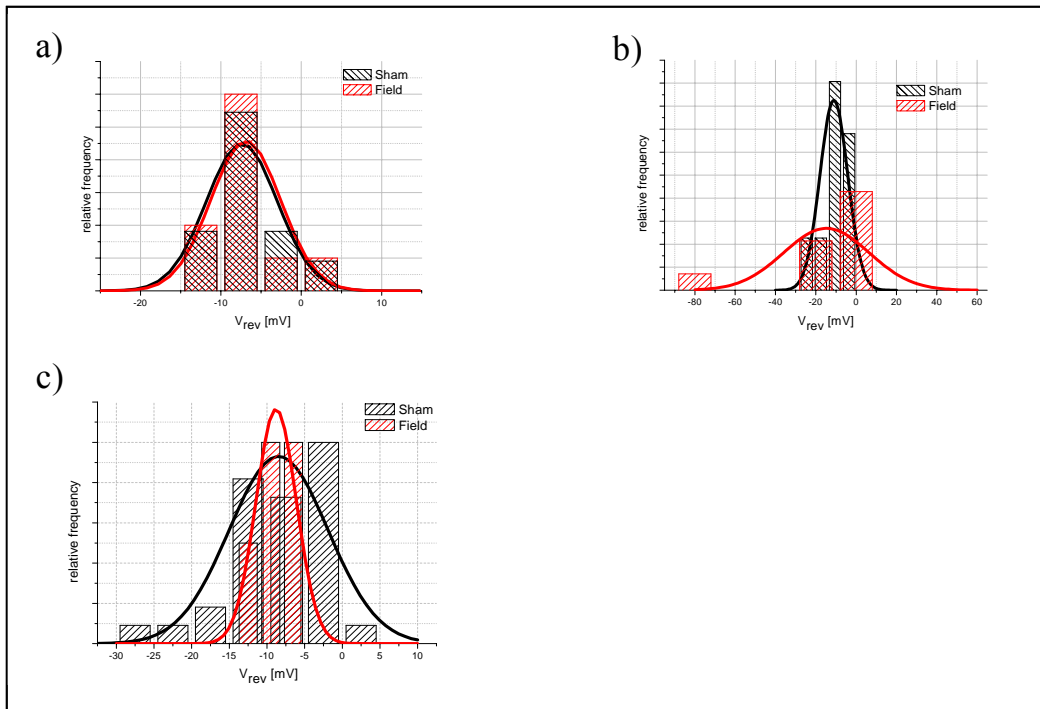 a)
Sham
Field
relative frequency
-20 -10 0 10
V_rev [mV]
b)
Sham
Field
relative frequency
-80 -60 -40 -20 0 20 40 60
V_rev [mV]
c)
Sham
Field
relative frequency
-30 -25 -20 -15 -10 -5 0 5 10
V_rev [mV]